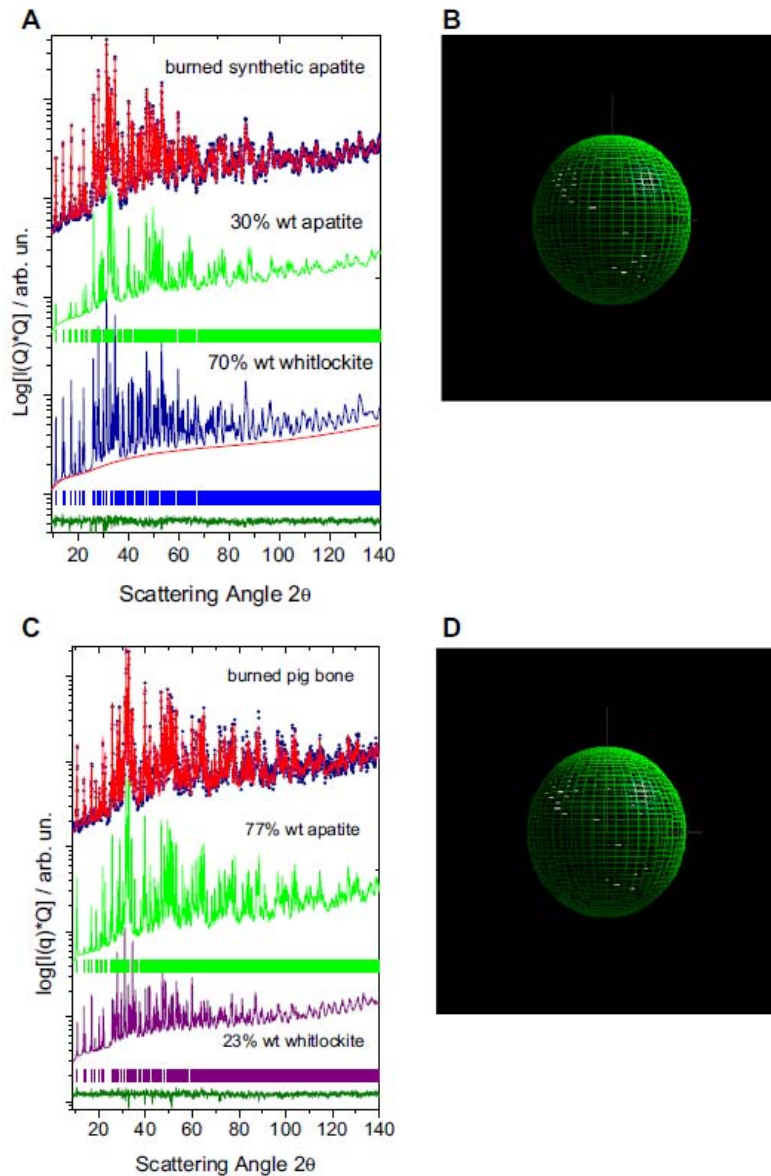 A
burned synthetic apatite
30% wt apatite
70% wt whitlockite
Log[I(Q)*Q] / arb. un.
20 40 60 80 100 120 140
Scattering Angle 2θ
B
C
burned pig bone
77% wt apatite
23% wt whitlockite
log[I(q)*Q] / arb. un.
20 40 60 80 100 120 140
Scattering Angle 2θ
D